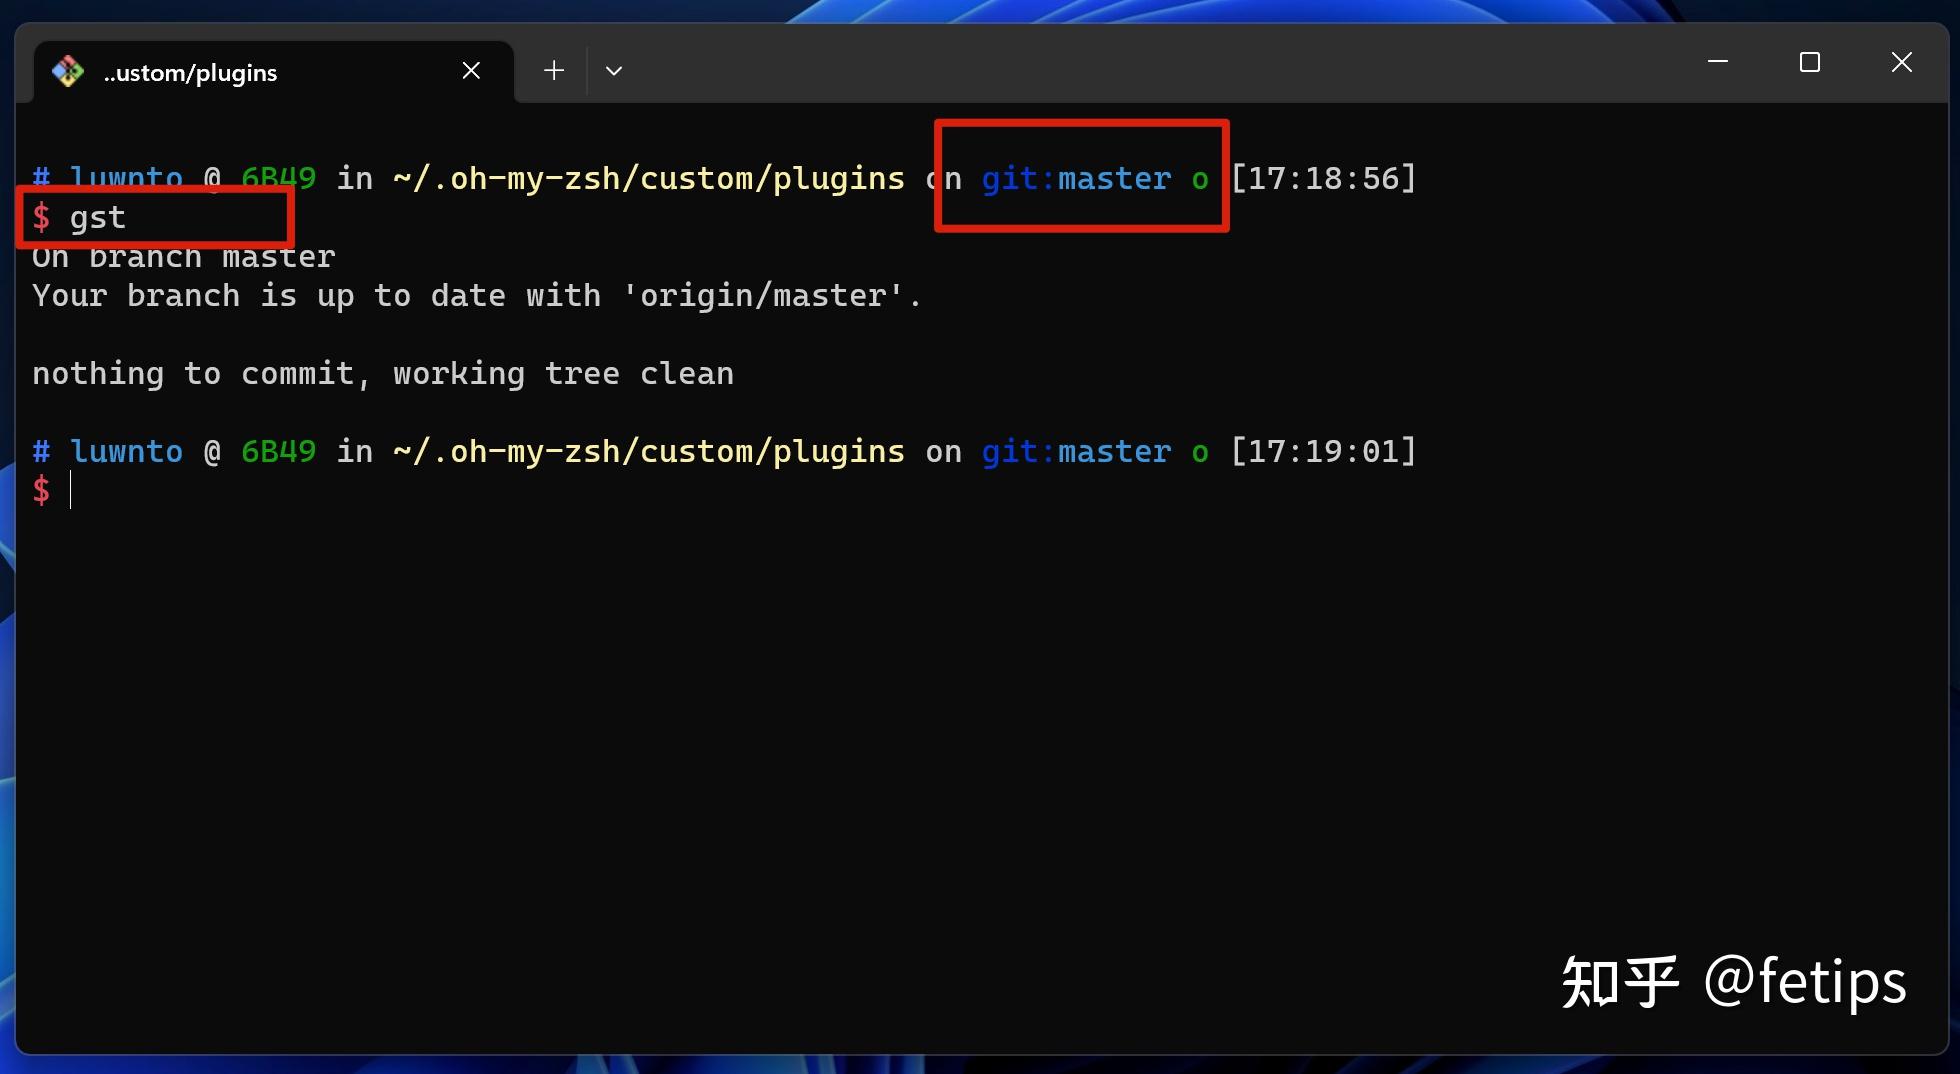 ..ustom/plugins
# luwnto @ 6B49 in ~/.oh-my-zsh/custom/plugins on git:master o [17:18:56]
$ gst
On branch master
Your branch is up to date with 'origin/master'.
nothing to commit, working tree clean
# luwnto @ 6B49 in ~/.oh-my-zsh/custom/plugins on git:master o [17:19:01]
$
知乎 @fetips